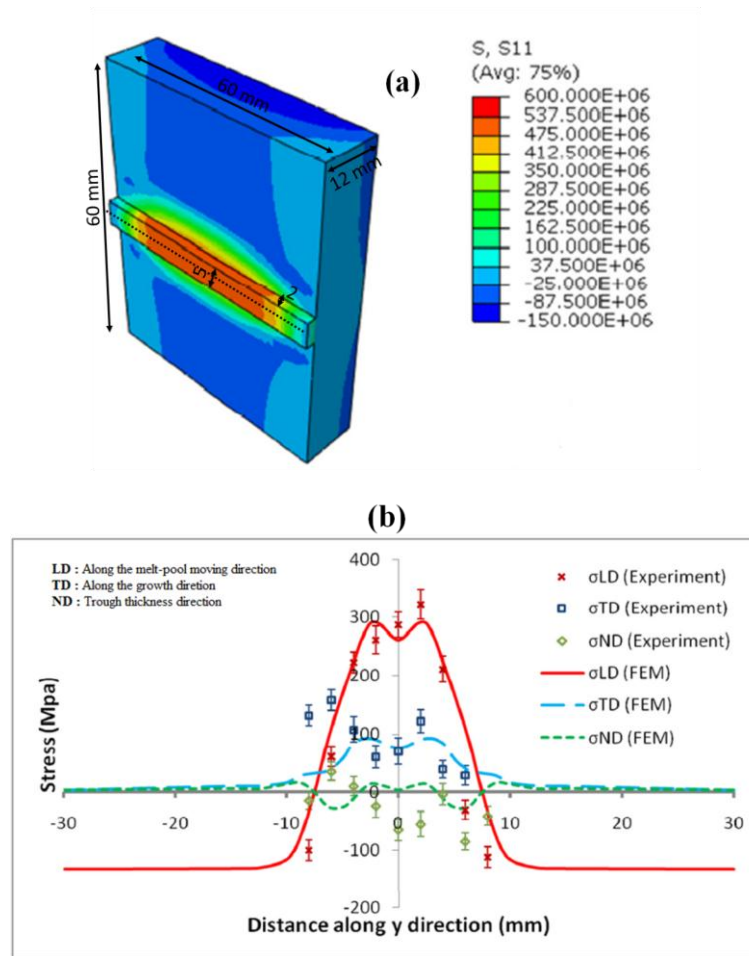 (a)
60 mm
12 mm
60 mm
5
2
S, S11
(Avg: 75%)
600.000E+06
537.500E+06
475.000E+06
412.500E+06
350.000E+06
287.500E+06
225.000E+06
162.500E+06
100.000E+06
37.500E+06
-25.000E+06
-87.500E+06
-150.000E+06
(b)
LD : Along the melt-pool moving direction
TD : Along the growth diretion
ND : Trough thickness direction
σLD (Experiment)
σTD (Experiment)
σND (Experiment)
σLD (FEM)
σTD (FEM)
σND (FEM)
Stress (Mpa)
400
300
200
100
0
-100
-200
-30
-20
-10
0
10
20
30
Distance along y direction (mm)